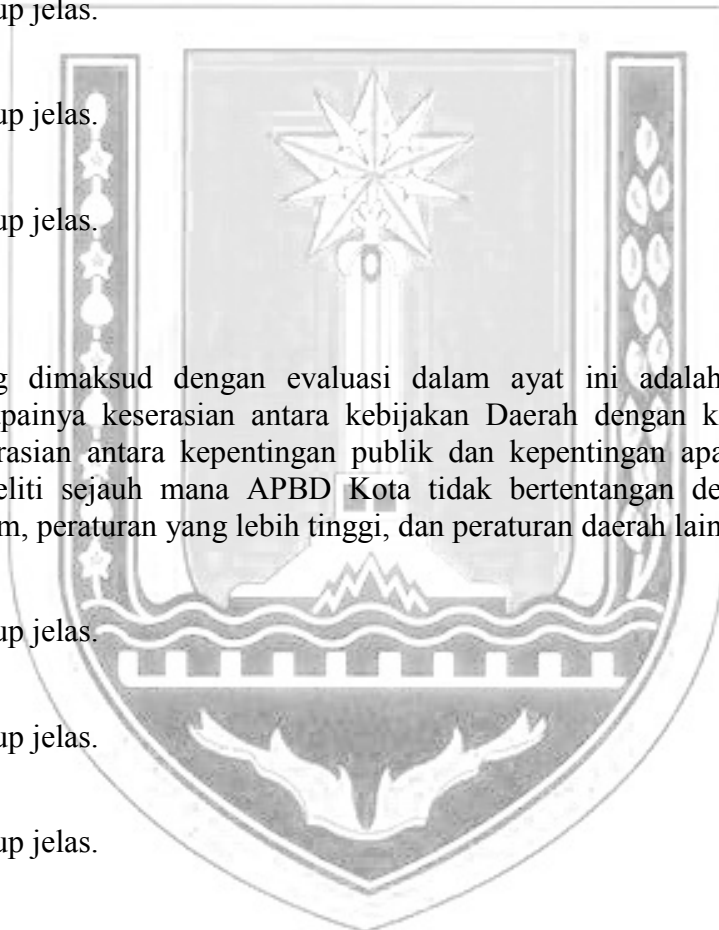 up jelas.
up jelas.
up jelas.
g dimaksud dengan evaluasi dalam ayat ini adalah
apainya keserasian antara kebijakan Daerah dengan k
rasian antara kepentingan publik dan kepentingan apa
eliti sejauh mana APBD Kota tidak bertentangan de
m, peraturan yang lebih tinggi, dan peraturan daerah lain
up jelas.
up jelas.
up jelas.